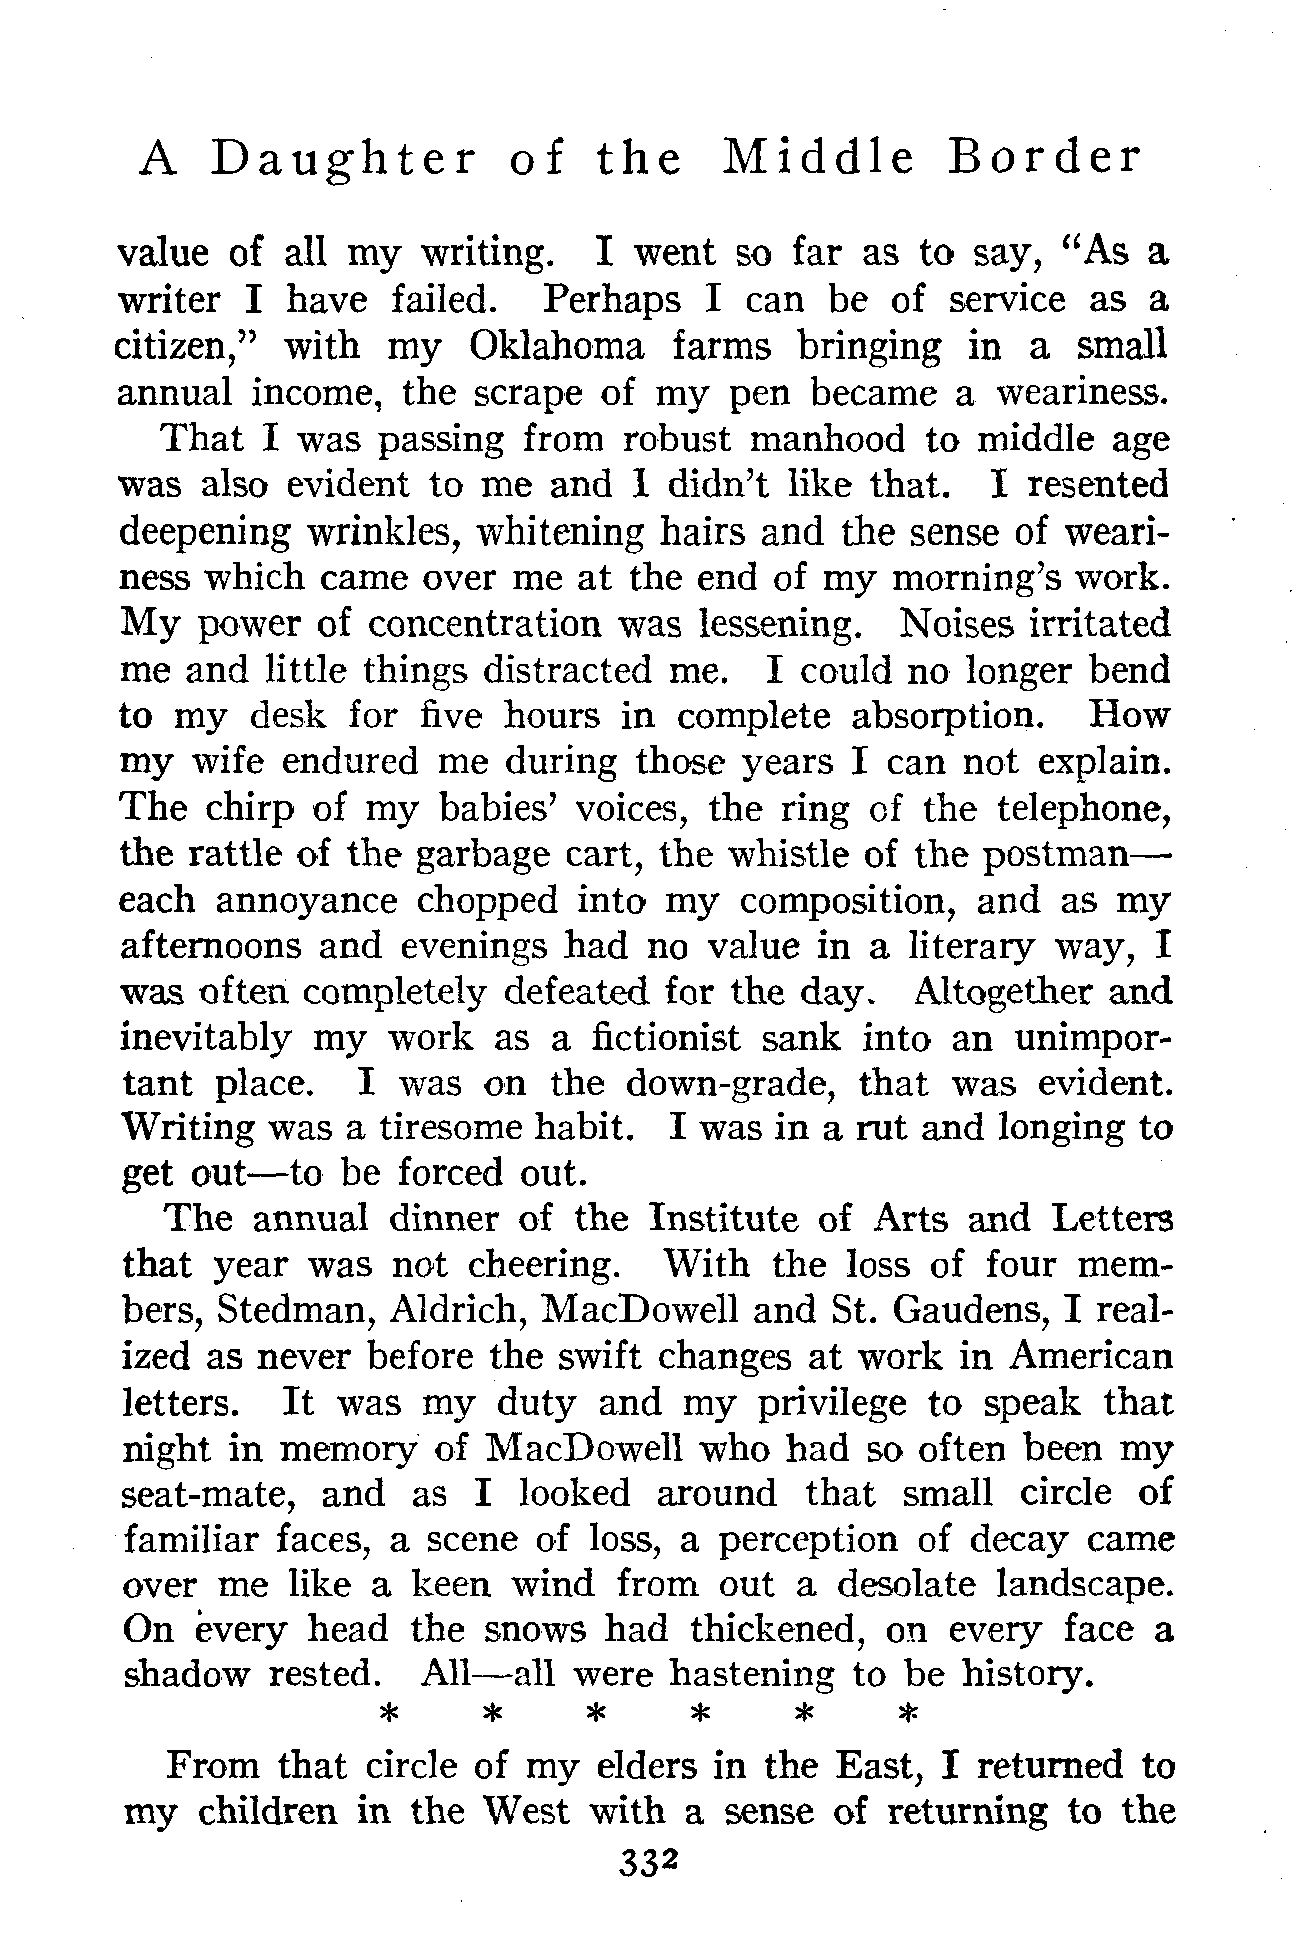 A Daughter of the Middle Border
value of all my writing. I went so far as to say, "As a
writer I have failed. Perhaps I can be of service as a
citizen," with my Oklahoma farms bringing in a small
annual income, the scrape of my pen became a weariness.
That I was passing from robust manhood to middle age
was also evident to me and I didn't like that. I resented
deepening wrinkles, whitening hairs and the sense of weari-
ness which came over me at the end of my morning's work.
My power of concentration was lessening. Noises irritated
me and little things distracted me. I could no longer bend
to my desk for five hours in complete absorption. How
my wife endured me during those years I can not explain.
The chirp of my babies' voices, the ring of the telephone,
the rattle of the garbage cart, the whistle of the postman—
each annoyance chopped into my composition, and as my
afternoons and evenings had no value in a literary way, I
was often completely defeated for the day. Altogether and
inevitably my work as a fictionist sank into an unimpor-
tant place. I was on the down-grade, that was evident.
Writing was a tiresome habit. I was in a rut and longing to
get out—to be forced out.
The annual dinner of the Institute of Arts and Letters
that year was not cheering. With the loss of four mem-
bers, Stedman, Aldrich, MacDowell and St. Gaudens, I real-
ized as never before the swift changes at work in American
letters. It was my duty and my privilege to speak that
night in memory of MacDowell who had so often been my
seat-mate, and as I looked around that small circle of
familiar faces, a scene of loss, a perception of decay came
over me like a keen wind from out a desolate landscape.
On every head the snows had thickened, on every face a
shadow rested. All—all were hastening to be history.
* * * * * *
From that circle of my elders in the East, I returned to
my children in the West with a sense of returning to the
332